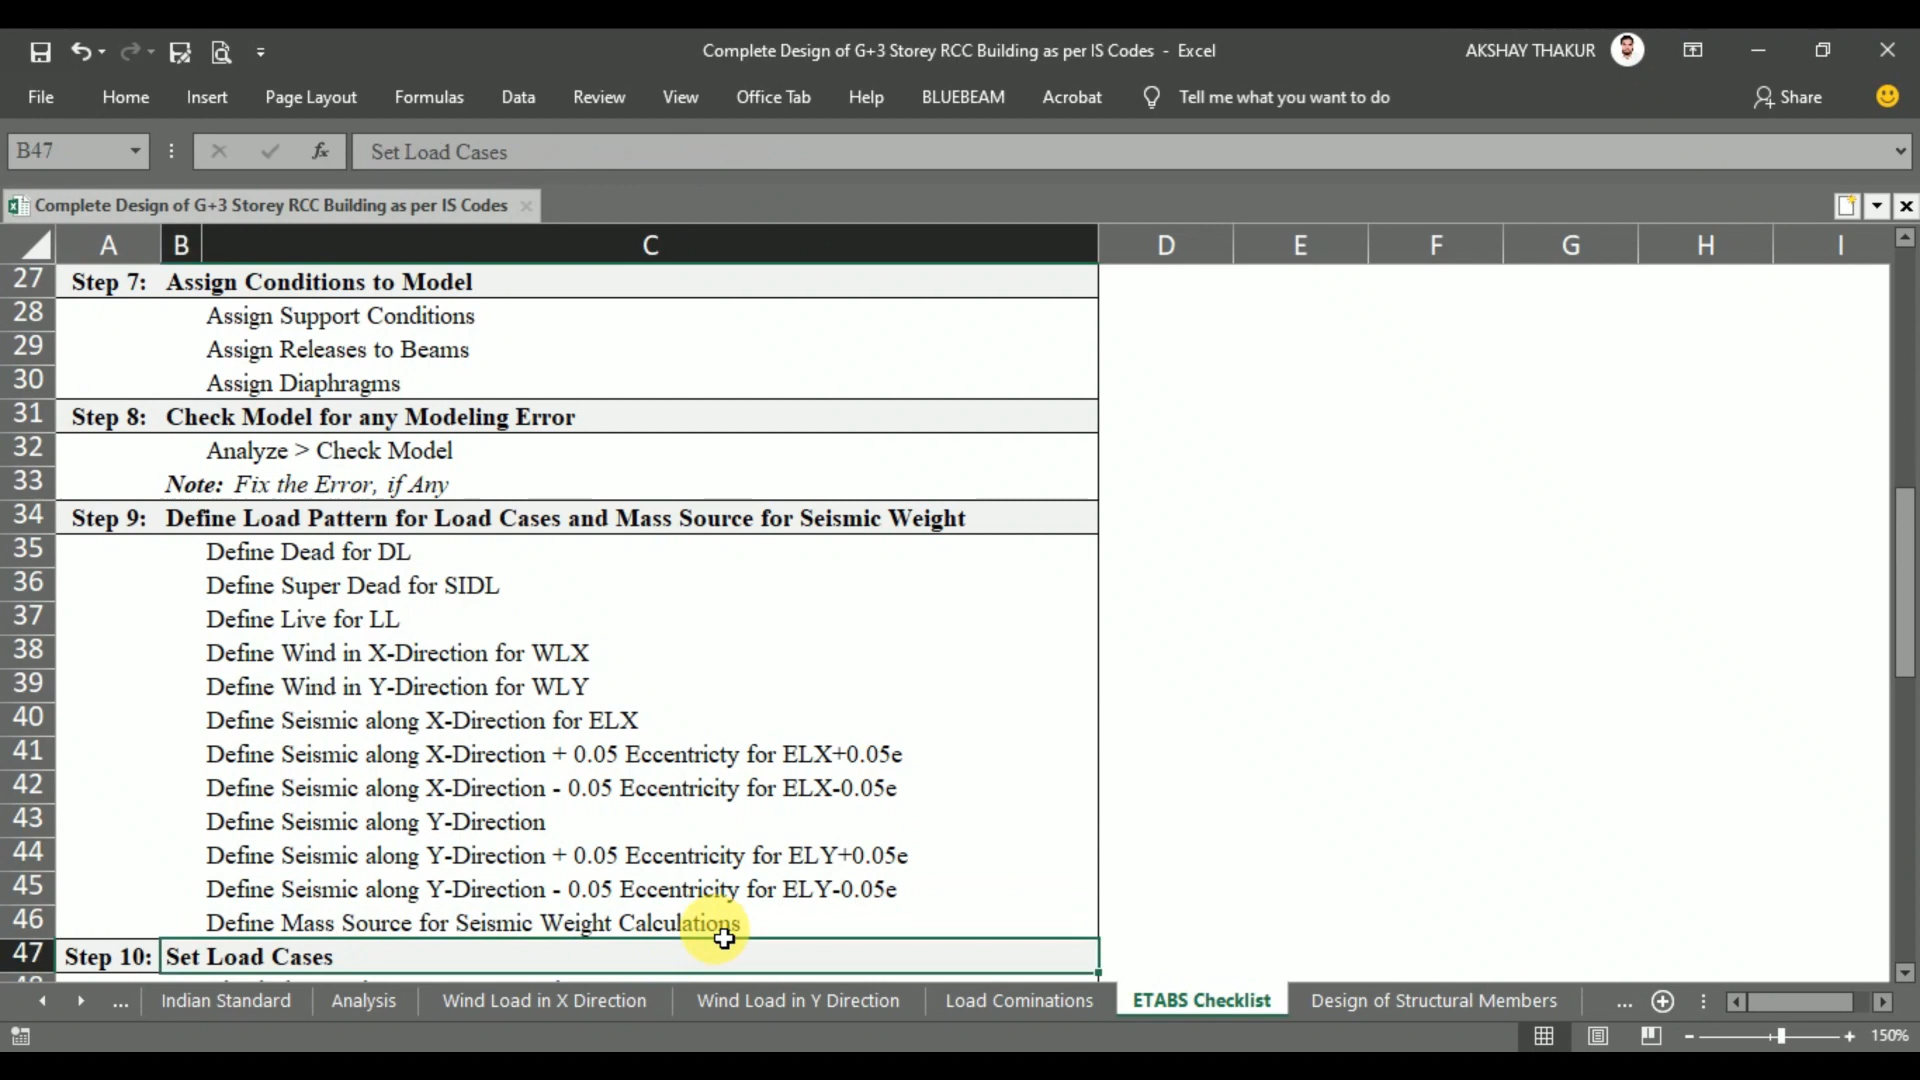 Complete Design of G+3 Storey RCC Building as per IS Codes - Excel
AKSHAY THAKUR
File Home Insert Page Layout Formulas Data Review View Office Tab Help BLUEBEAM Acrobat Tell me what you want to do Share
B47 fx Set Load Cases
Complete Design of G+3 Storey RCC Building as per IS Codes
A B C D E F G H I
27 Step 7: Assign Conditions to Model
28 Assign Support Conditions
29 Assign Releases to Beams
30 Assign Diaphragms
31 Step 8: Check Model for any Modeling Error
32 Analyze > Check Model
33 Note: Fix the Error, if Any
34 Step 9: Define Load Pattern for Load Cases and Mass Source for Seismic Weight
35 Define Dead for DL
36 Define Super Dead for SIDL
37 Define Live for LL
38 Define Wind in X-Direction for WLX
39 Define Wind in Y-Direction for WLY
40 Define Seismic along X-Direction for ELX
41 Define Seismic along X-Direction + 0.05 Eccentricty for ELX+0.05e
42 Define Seismic along X-Direction - 0.05 Eccentricity for ELX-0.05e
43 Define Seismic along Y-Direction
44 Define Seismic along Y-Direction + 0.05 Eccentricity for ELY+0.05e
45 Define Seismic along Y-Direction - 0.05 Eccentricity for ELY-0.05e
46 Define Mass Source for Seismic Weight Calculations
47 Step 10: Set Load Cases
... Indian Standard Analysis Wind Load in X Direction Wind Load in Y Direction Load Cominations ETABS Checklist Design of Structural Members ...
150%